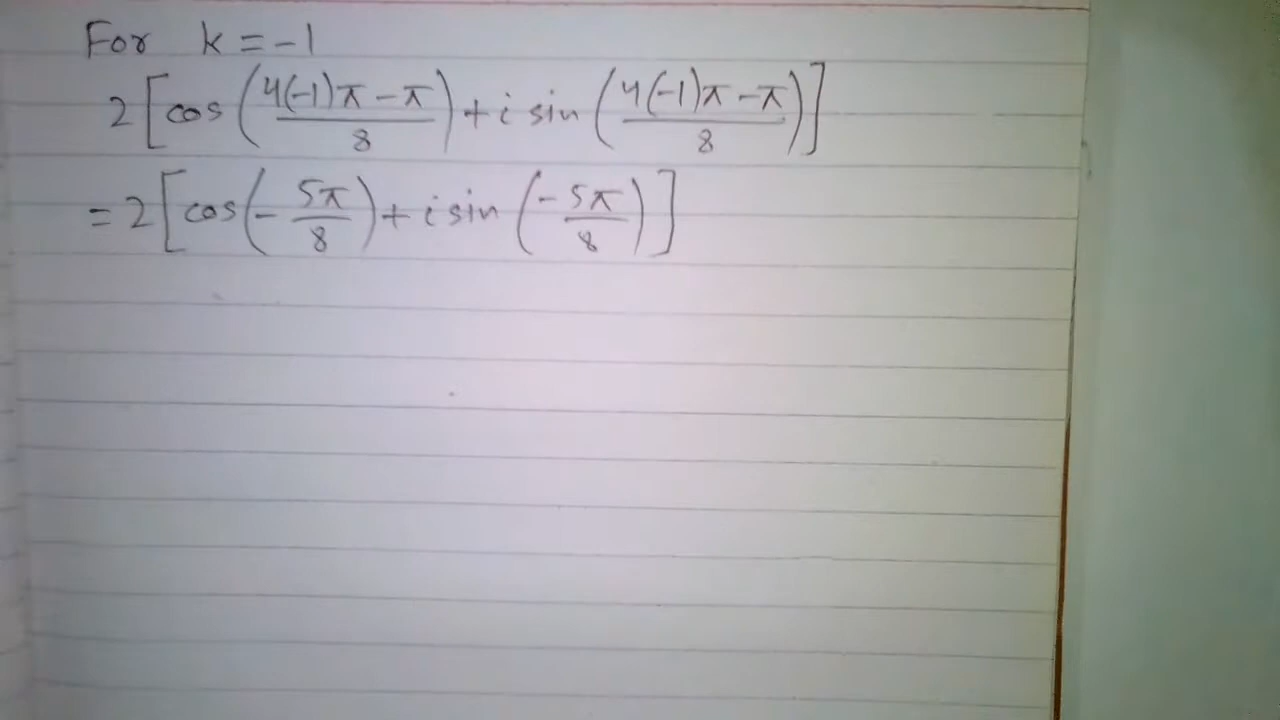 For k = -1
2[cos(4(-1)π - π / 8) + i sin(4(-1)π - π / 8)]
= 2[cos(- 5π / 8) + i sin(- 5π / 8)]